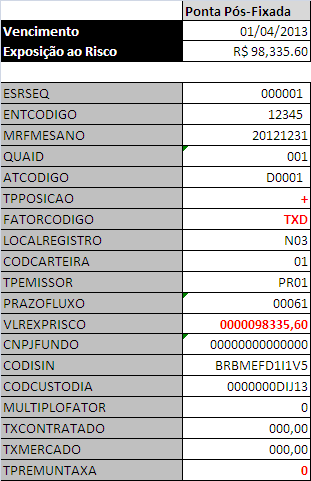 Ponta Pós-Fixada
Vencimento 01/04/2013
Exposição ao Risco R$ 98,335.60
ESRSEQ 000001
ENTCODIGO 12345
MRFMESANO 20121231
QUAID 001
ATCODIGO D0001
TPPOSICAO +
FATORCODIGO TXD
LOCALREGISTRO N03
CODCARTEIRA 01
TPEMISSOR PR01
PRAZOFLUXO 00061
VLREXPRISCO 0000098335,60
CNPJFUNDO 00000000000000
CODISIN BRBMEFD1I1V5
CODCUSTODIA 0000000DIJ13
MULTIPLOFATOR 0
TXCONTRATADO 000,00
TXMERCADO 000,00
TPREMUNTAXA 0